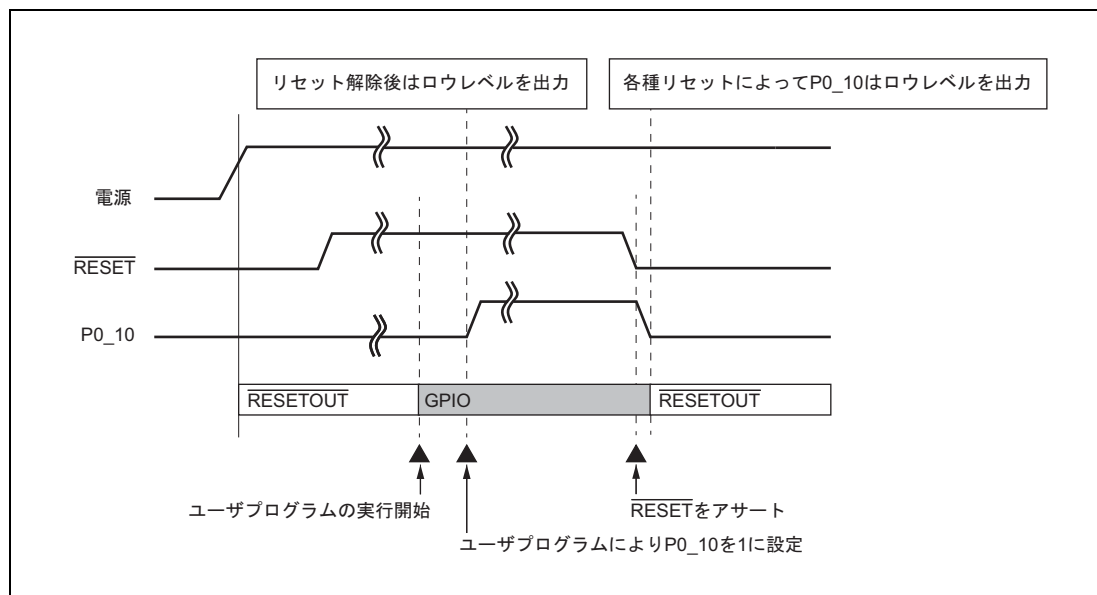 リセット解除後はロウレベルを出力
各種リセットによってP0_10はロウレベルを出力
電源
RESET
P0_10
RESETOUT
GPIO
RESETOUT
ユーザプログラムの実行開始
RESETをアサート
ユーザプログラムによりP0_10を1に設定